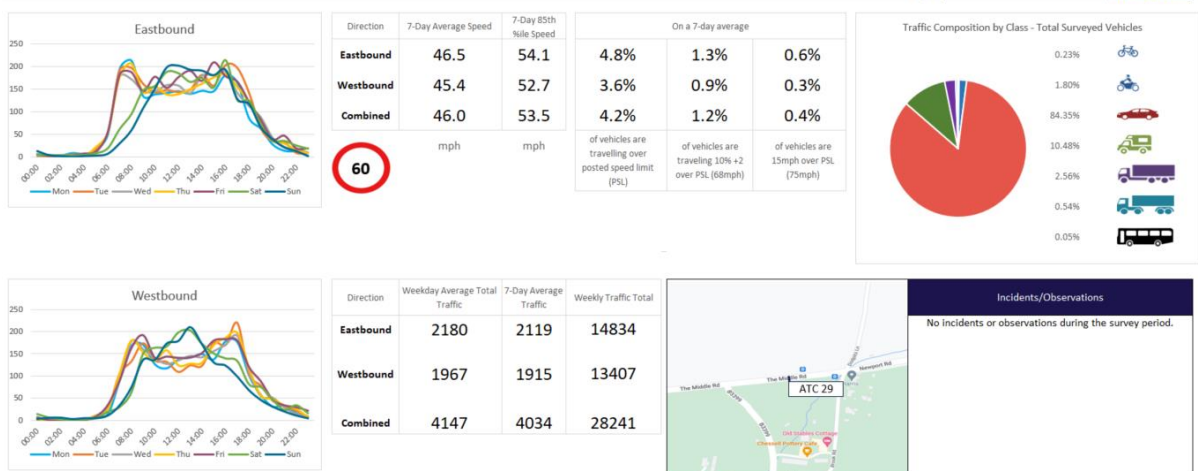 Eastbound
250
200
150
100
50
0
00:00 02:00 04:00 06:00 08:00 10:00 12:00 14:00 16:00 18:00 20:00 22:00
Mon Tue Wed Thu Fri Sat Sun
Direction 7-Day Average Speed 7-Day 85th %ile Speed On a 7-day average
Eastbound 46.5 54.1 4.8% 1.3% 0.6%
Westbound 45.4 52.7 3.6% 0.9% 0.3%
Combined 46.0 53.5 4.2% 1.2% 0.4%
mph mph
of vehicles are
travelling over
posted speed limit
(PSL)
of vehicles are
traveling 10% +2
over PSL (68mph)
of vehicles are
15mph over PSL
(75mph)
60
Traffic Composition by Class - Total Surveyed Vehicles
0.23%
1.80%
84.35%
10.48%
2.56%
0.54%
0.05%
Westbound
250
200
150
100
50
0
00:00 02:00 04:00 06:00 08:00 10:00 12:00 14:00 16:00 18:00 20:00 22:00
Mon Tue Wed Thu Fri Sat Sun
Direction Weekday Average Total Traffic 7-Day Average Traffic Weekly Traffic Total
Eastbound 2180 2119 14834
Westbound 1967 1915 13407
Combined 4147 4034 28241
The Middle Rd
The Middle Rd
Newport Rd
ATC 29
B3399
B3399
Old Stables Cottage
Chessell Pottery Cafe
Incidents/Observations
No incidents or observations during the survey period.